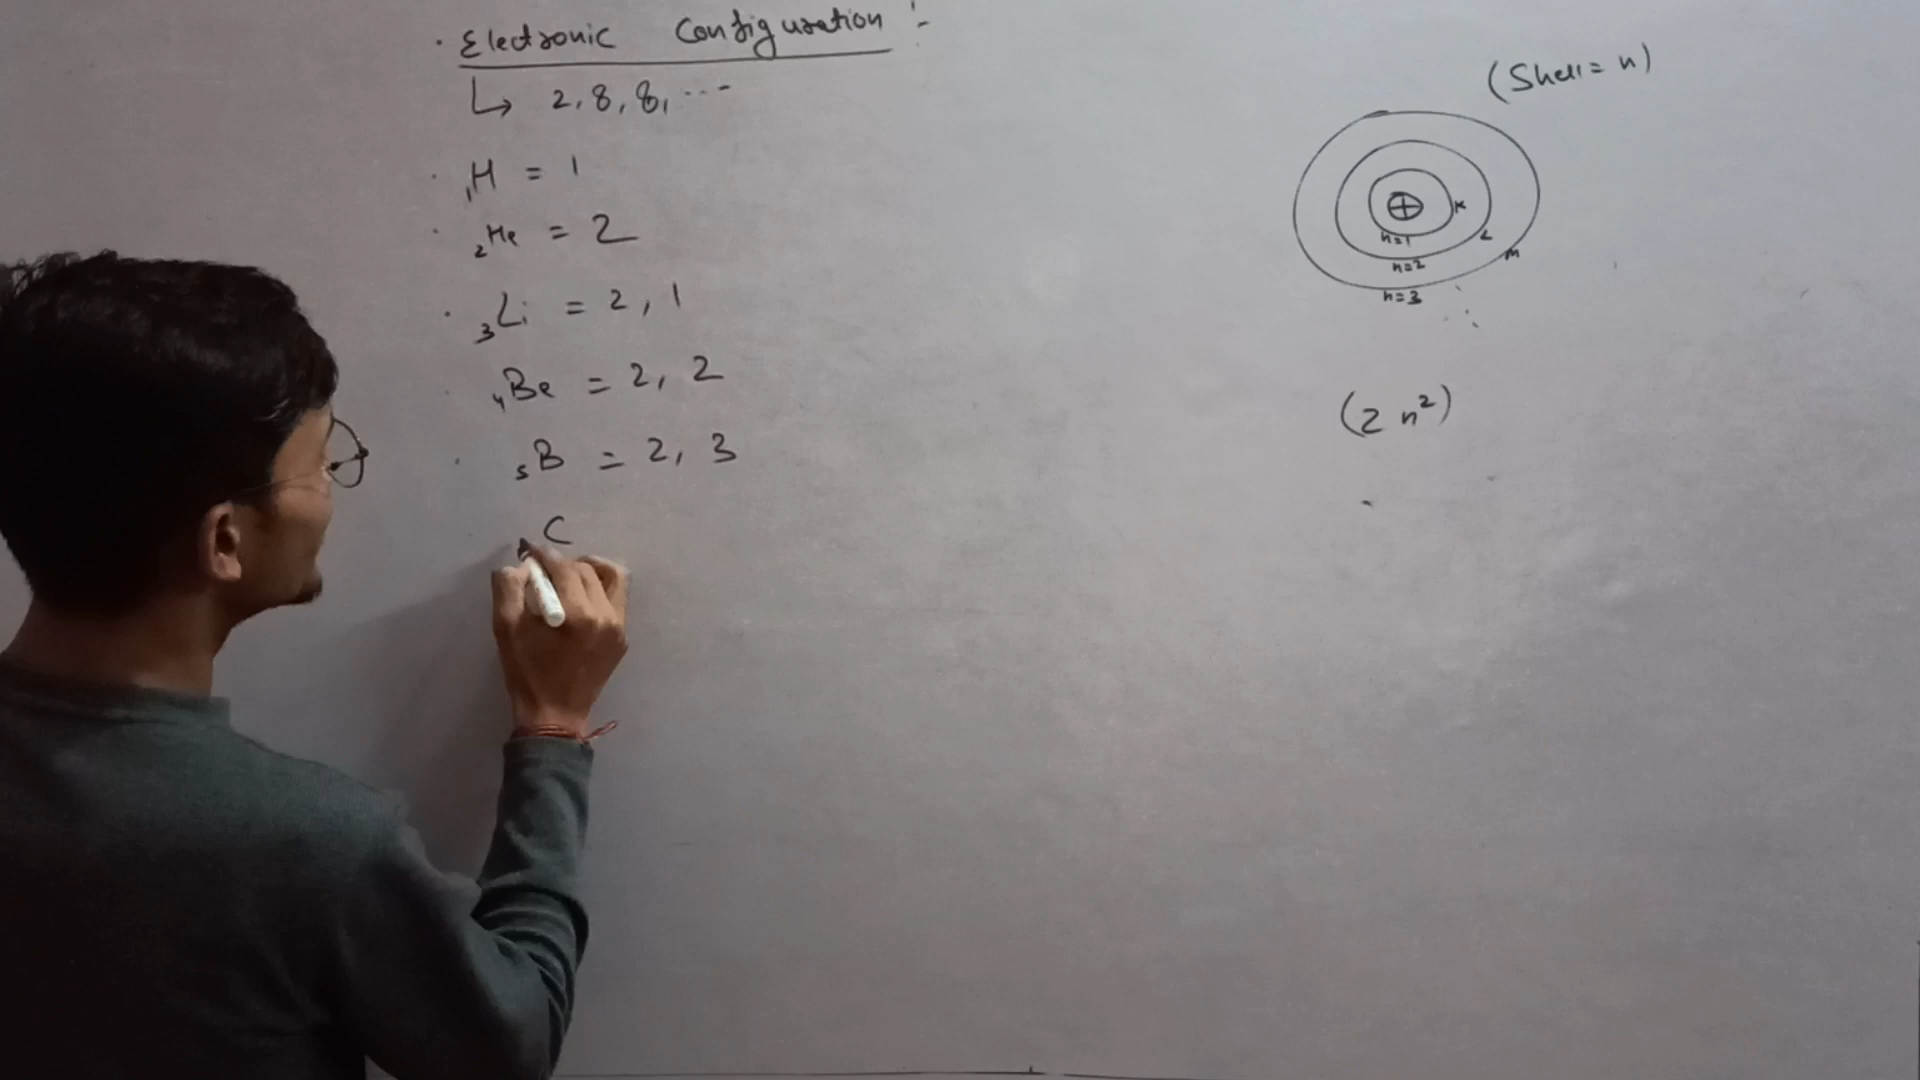 · Electronic Configuration :-
↳ 2, 8, 8, ...
· ₁H = 1
· ₂He = 2
· ₃Li = 2, 1
· ₄Be = 2, 2
· ₅B = 2, 3
C
(Shell = n)
K
n=1
L
n=2
M
n=3
(2 n²)